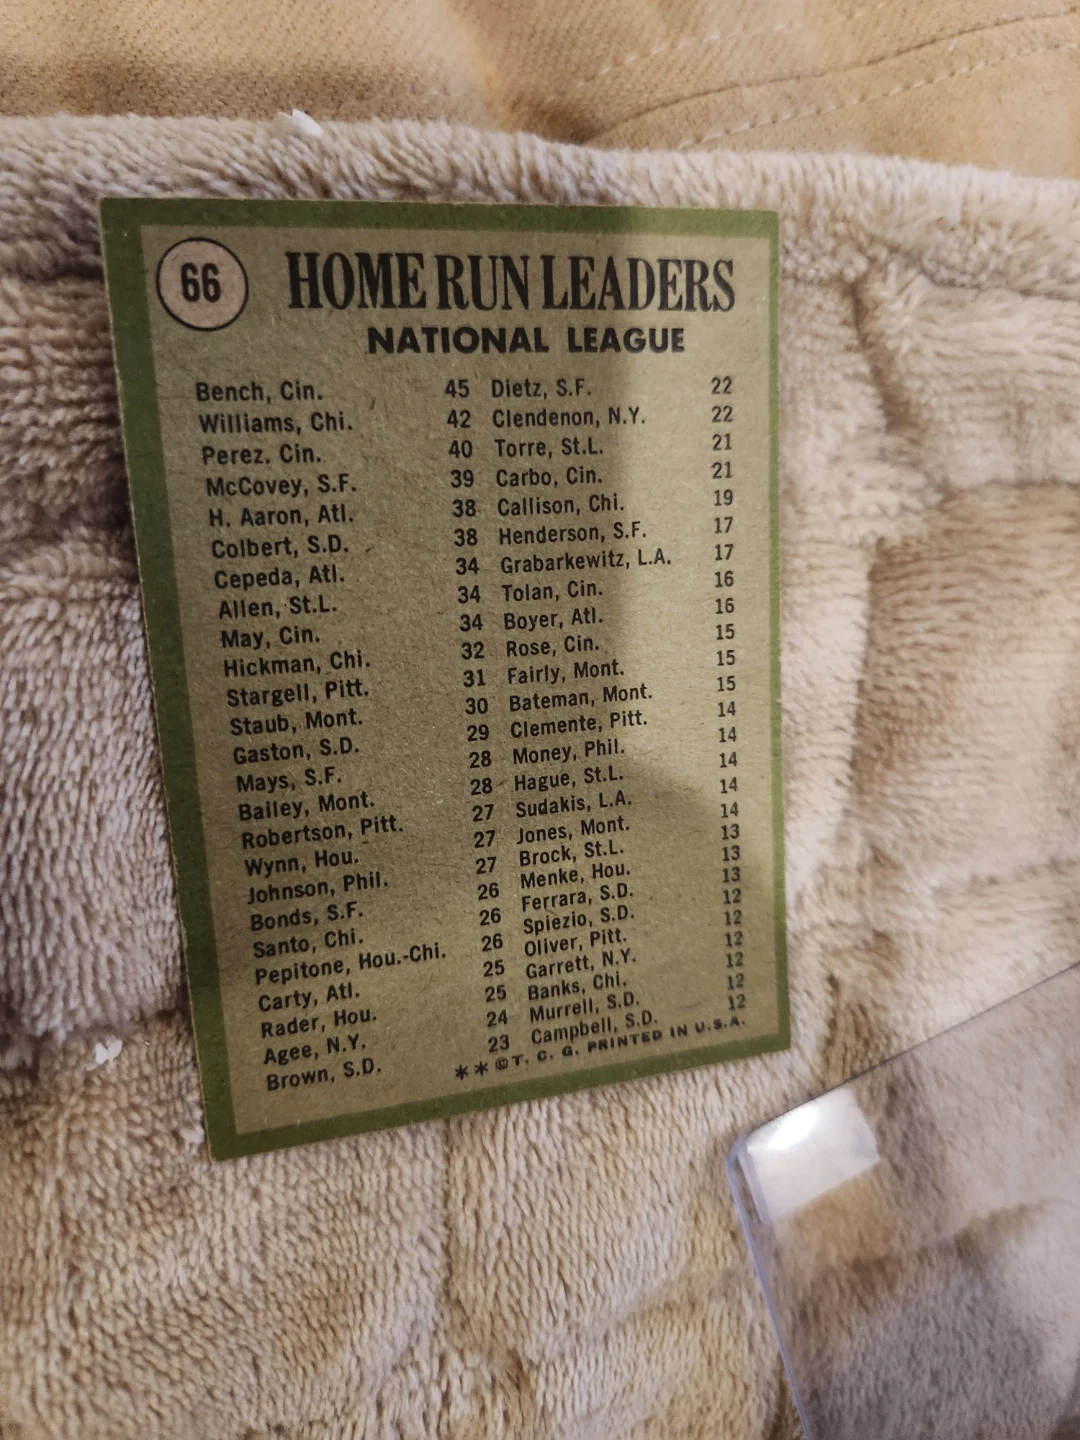 66
HOME RUN LEADERS
NATIONAL LEAGUE
Bench, Cin. 45
Williams, Chi. 42
Perez. Cin. 40
McCovey, S.F. 39
H. Aaron, Atl. 38
Colbert, S.D. 38
Cepeda, Atl. 34
Allen, St.L. 34
May, Cin. 34
Hickman, Chi. 32
Stargell, Pitt. 31
Staub, Mont. 30
Gaston, S.D. 29
Mays, S.F. 28
Bailey, Mont. 28
Robertson, Pitt. 27
Wynn, Hou. 27
Johnson, Phil. 27
Bonds, S.F. 26
Santo, Chi. 26
Pepitone, Hou.-Chi. 26
Carty, Atl. 25
Rader, Hou. 25
Agee, N.Y. 24
Brown, S.D. 23
Dietz, S.F. 22
Clendenon, N.Y. 22
Torre, St.L. 21
Carbo, Cin. 21
Callison, Chi. 19
Henderson, S.F. 17
Grabarkewitz, L.A. 17
Tolan, Cin. 16
Boyer, Atl. 16
Rose, Cin. 15
Fairly, Mont. 15
Bateman, Mont. 15
Clemente, Pitt. 14
Money, Phil. 14
Hague, St.L. 14
Sudakis, L.A. 14
Jones, Mont. 14
Brock, St.L. 13
Menke, Hou. 13
Ferrara, S.D. 13
Spiezio, S.D. 12
Oliver, Pitt. 12
Garrett, N.Y. 12
Banks, Chi. 12
Murrell, S.D. 12
Campbell, S.D. 12
**©T. C. G. PRINTED IN U.S.A.